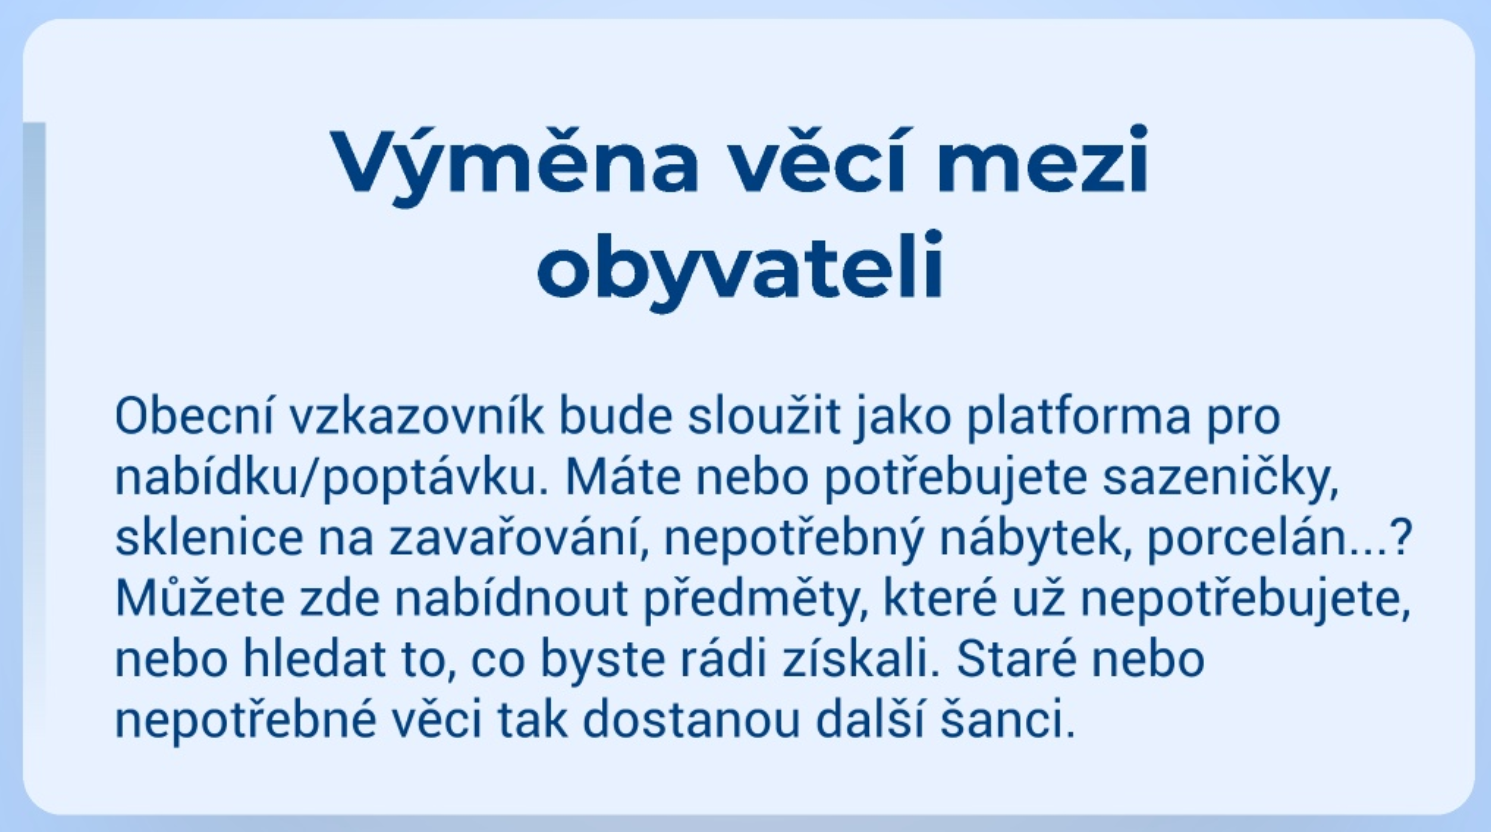 Výměna věcí mezi
obyvateli
Obecní vzkazovník bude sloužit jako platforma pro
nabídku/poptávku. Máte nebo potřebujete sazeničky,
sklenice na zavařování, nepotřebný nábytek, porcelán...?
Můžete zde nabídnout předměty, které už nepotřebujete,
nebo hledat to, co byste rádi získali. Staré nebo
nepotřebné věci tak dostanou další šanci.